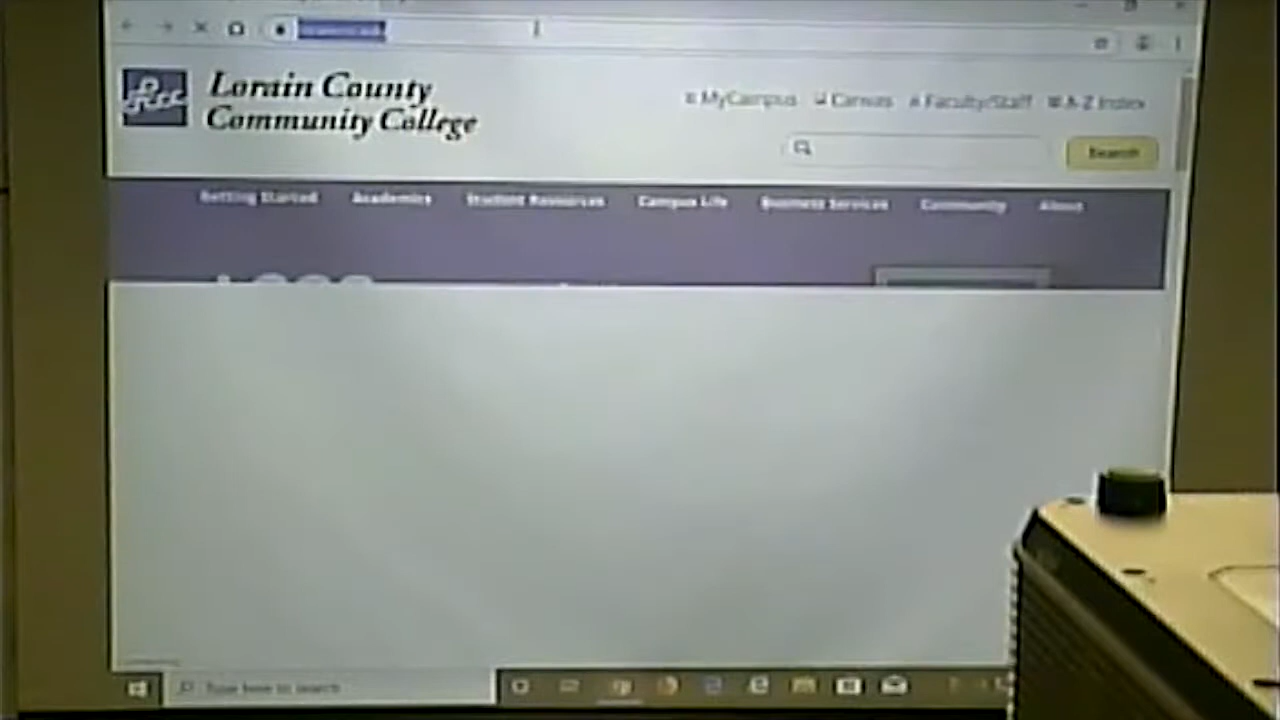 Lorain County
Community College
MyCampus Canvas Faculty/Staff A-Z Index
Search
Getting Started Academics Student Resources Campus Life Business Services Community About
Type here to search